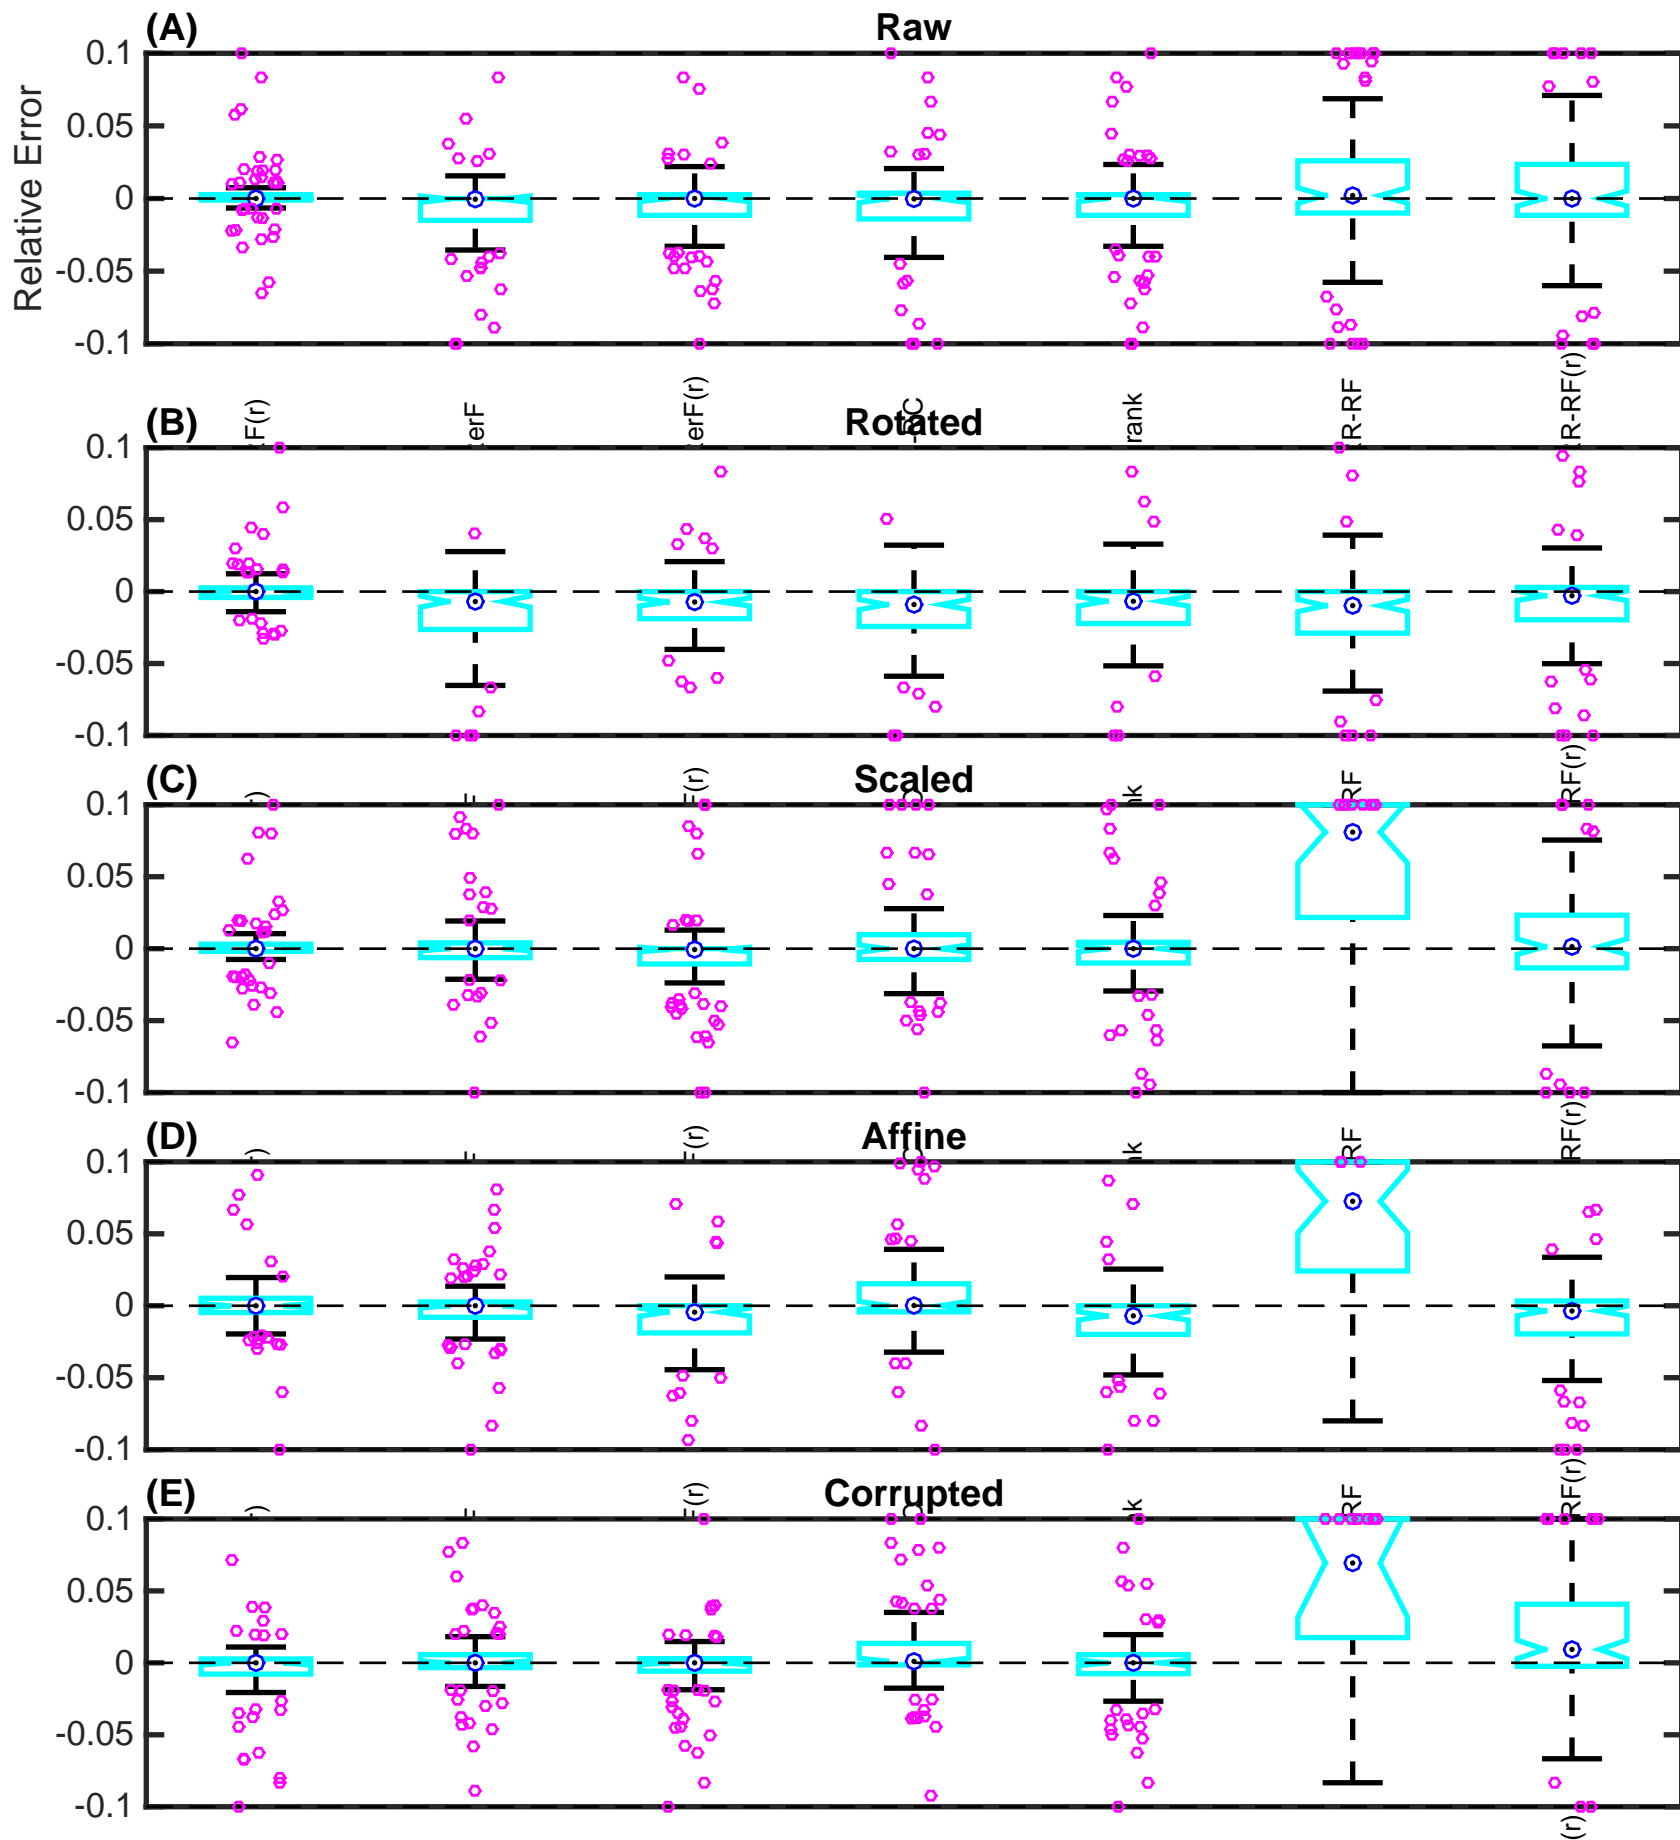 (A) Raw
0.1
0.05
0
-0.05
-0.1
Relative Error
F(r) erF erF(r) rank R-RF R-RF(r)
(B) Rotated
0.1
0.05
0
-0.05
-0.1
F(r) RF RF(r)
(C) Scaled
0.1
0.05
0
-0.05
-0.1
F(r) RF RF(r)
(D) Affine
0.1
0.05
0
-0.05
-0.1
F(r) RF RF(r)
(E) Corrupted
0.1
0.05
0
-0.05
-0.1
(r)